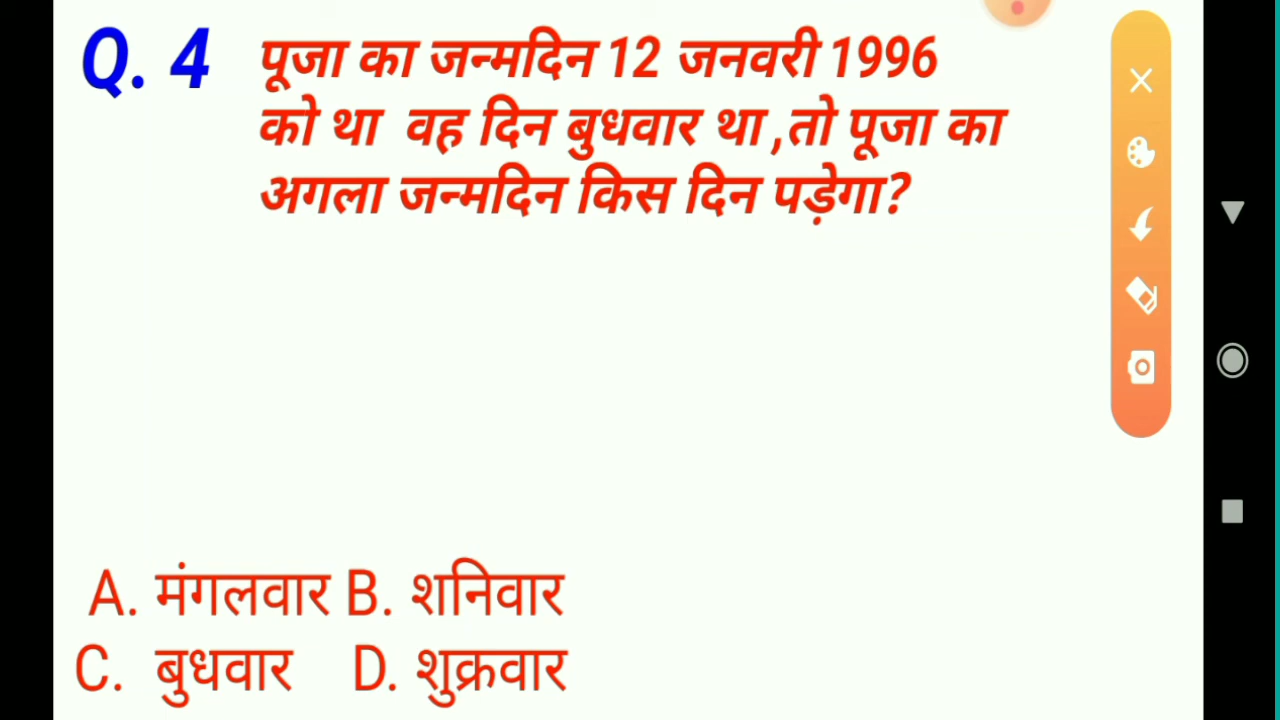 Q. 4 पूजा का जन्मदिन 12 जनवरी 1996
को था वह दिन बुधवार था ,तो पूजा का
अगला जन्मदिन किस दिन पड़ेगा?
A. मंगलवार B. शनिवार
C. बुधवार D. शुक्रवार